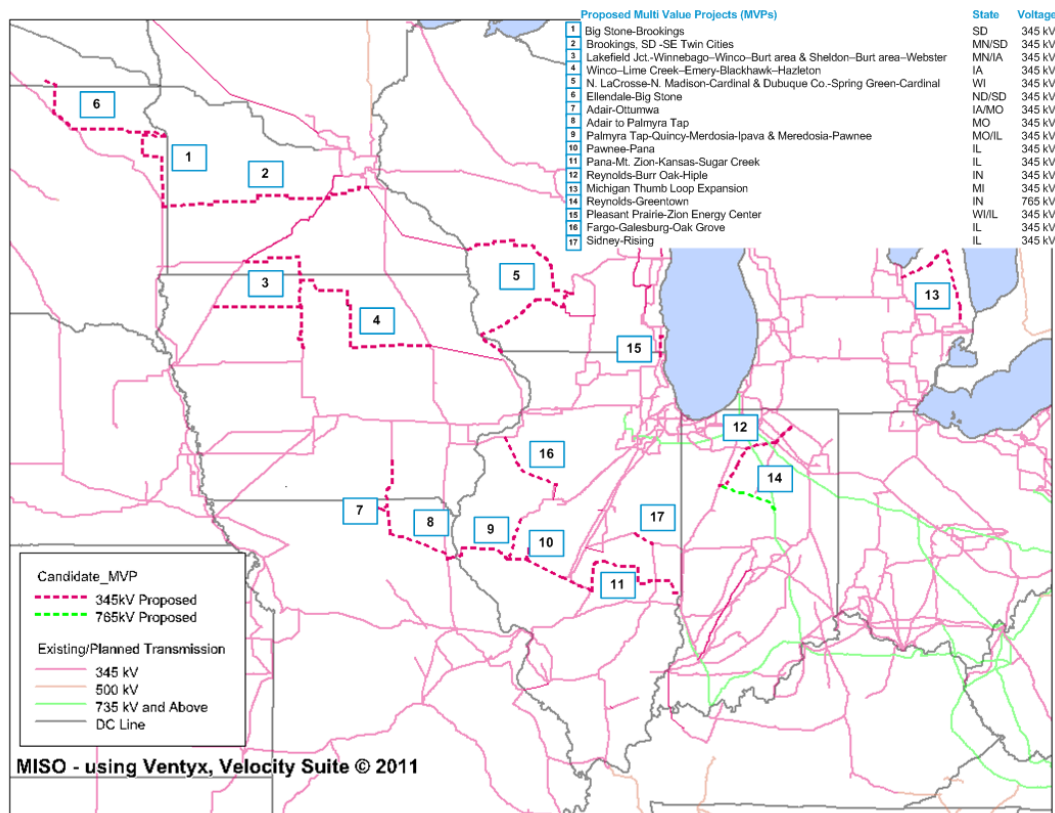 Proposed Multi Value Projects (MVPs) State Voltage
1 Big Stone-Brookings SD 345 kV
2 Brookings, SD -SE Twin Cities MN/SD 345 kV
3 Lakefield Jct.-Winnebago–Winco–Burt area & Sheldon–Burt area–Webster MN/IA 345 kV
4 Winco–Lime Creek–Emery-Blackhawk–Hazleton IA 345 kV
5 N. LaCrosse-N. Madison-Cardinal & Dubuque Co.-Spring Green-Cardinal WI 345 kV
6 Ellendale-Big Stone ND/SD 345 kV
7 Adair-Ottumwa IA/MO 345 kV
8 Adair to Palmyra Tap MO 345 kV
9 Palmyra Tap-Quincy-Merdosia-Ipava & Meredosia-Pawnee MO/IL 345 kV
10 Pawnee-Pana IL 345 kV
11 Pana-Mt. Zion-Kansas-Sugar Creek IL 345 kV
12 Reynolds-Burr Oak-Hiple IN 345 kV
13 Michigan Thumb Loop Expansion MI 345 kV
14 Reynolds-Greentown IN 765 kV
15 Pleasant Prairie-Zion Energy Center WI/IL 345 kV
16 Fargo-Galesburg-Oak Grove IL 345 kV
17 Sidney-Rising IL 345 kV
6
1
2
3
5
13
4
15
12
16
14
7
8
9
17
10
11
Candidate_MVP
345kV Proposed
765kV Proposed
Existing/Planned Transmission
345 kV
500 kV
735 kV and Above
DC Line
MISO - using Ventyx, Velocity Suite © 2011